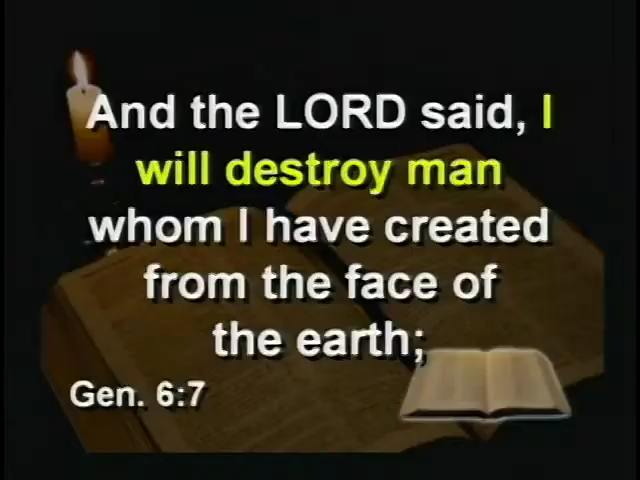 And the LORD said, I
will destroy man
whom I have created
from the face of
the earth;
Gen. 6:7